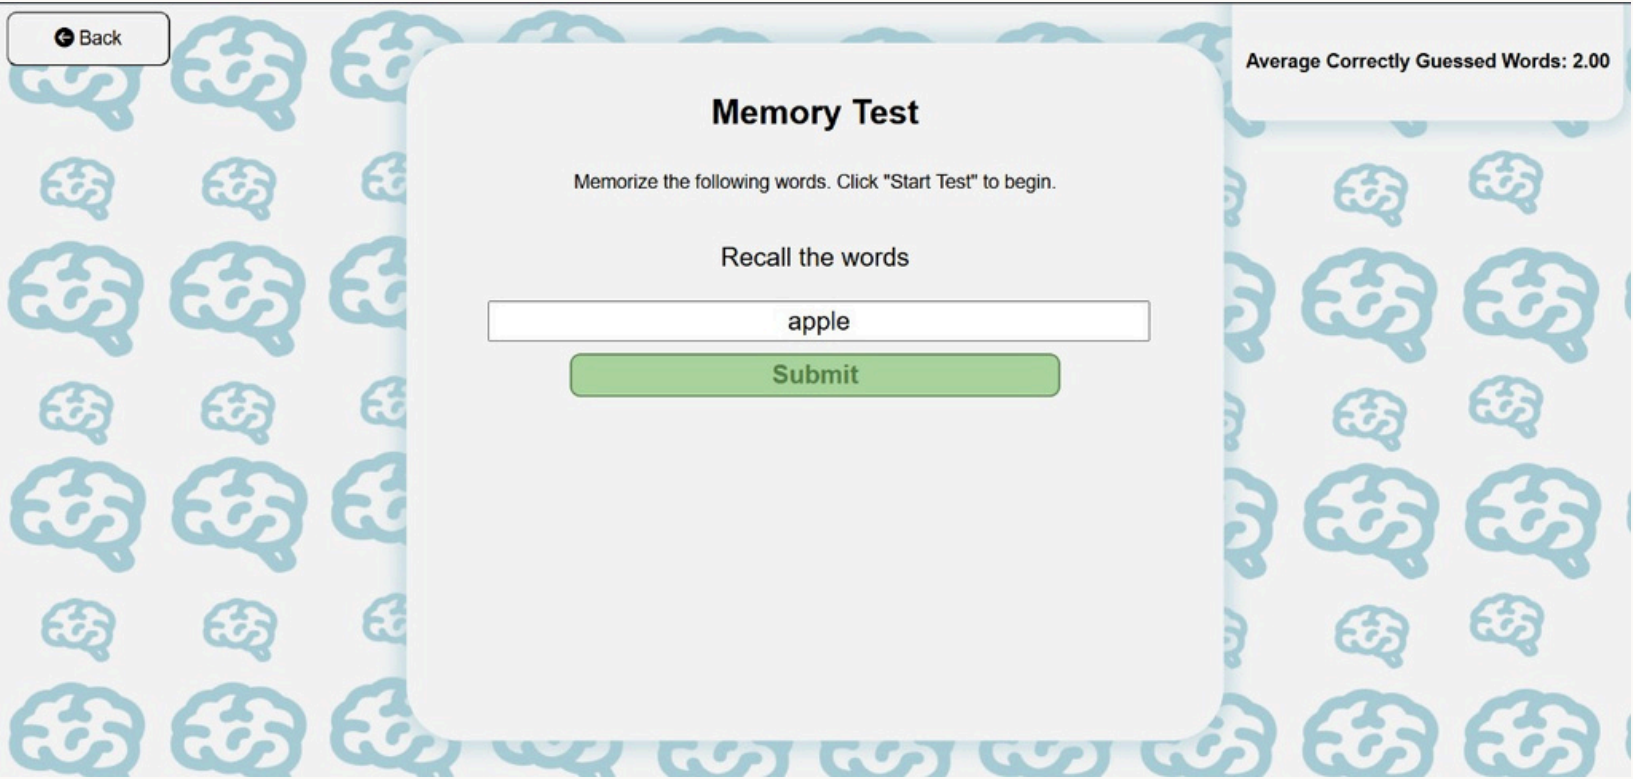 Back
Average Correctly Guessed Words: 2.00
Memory Test
Memorize the following words. Click "Start Test" to begin.
Recall the words
apple
Submit